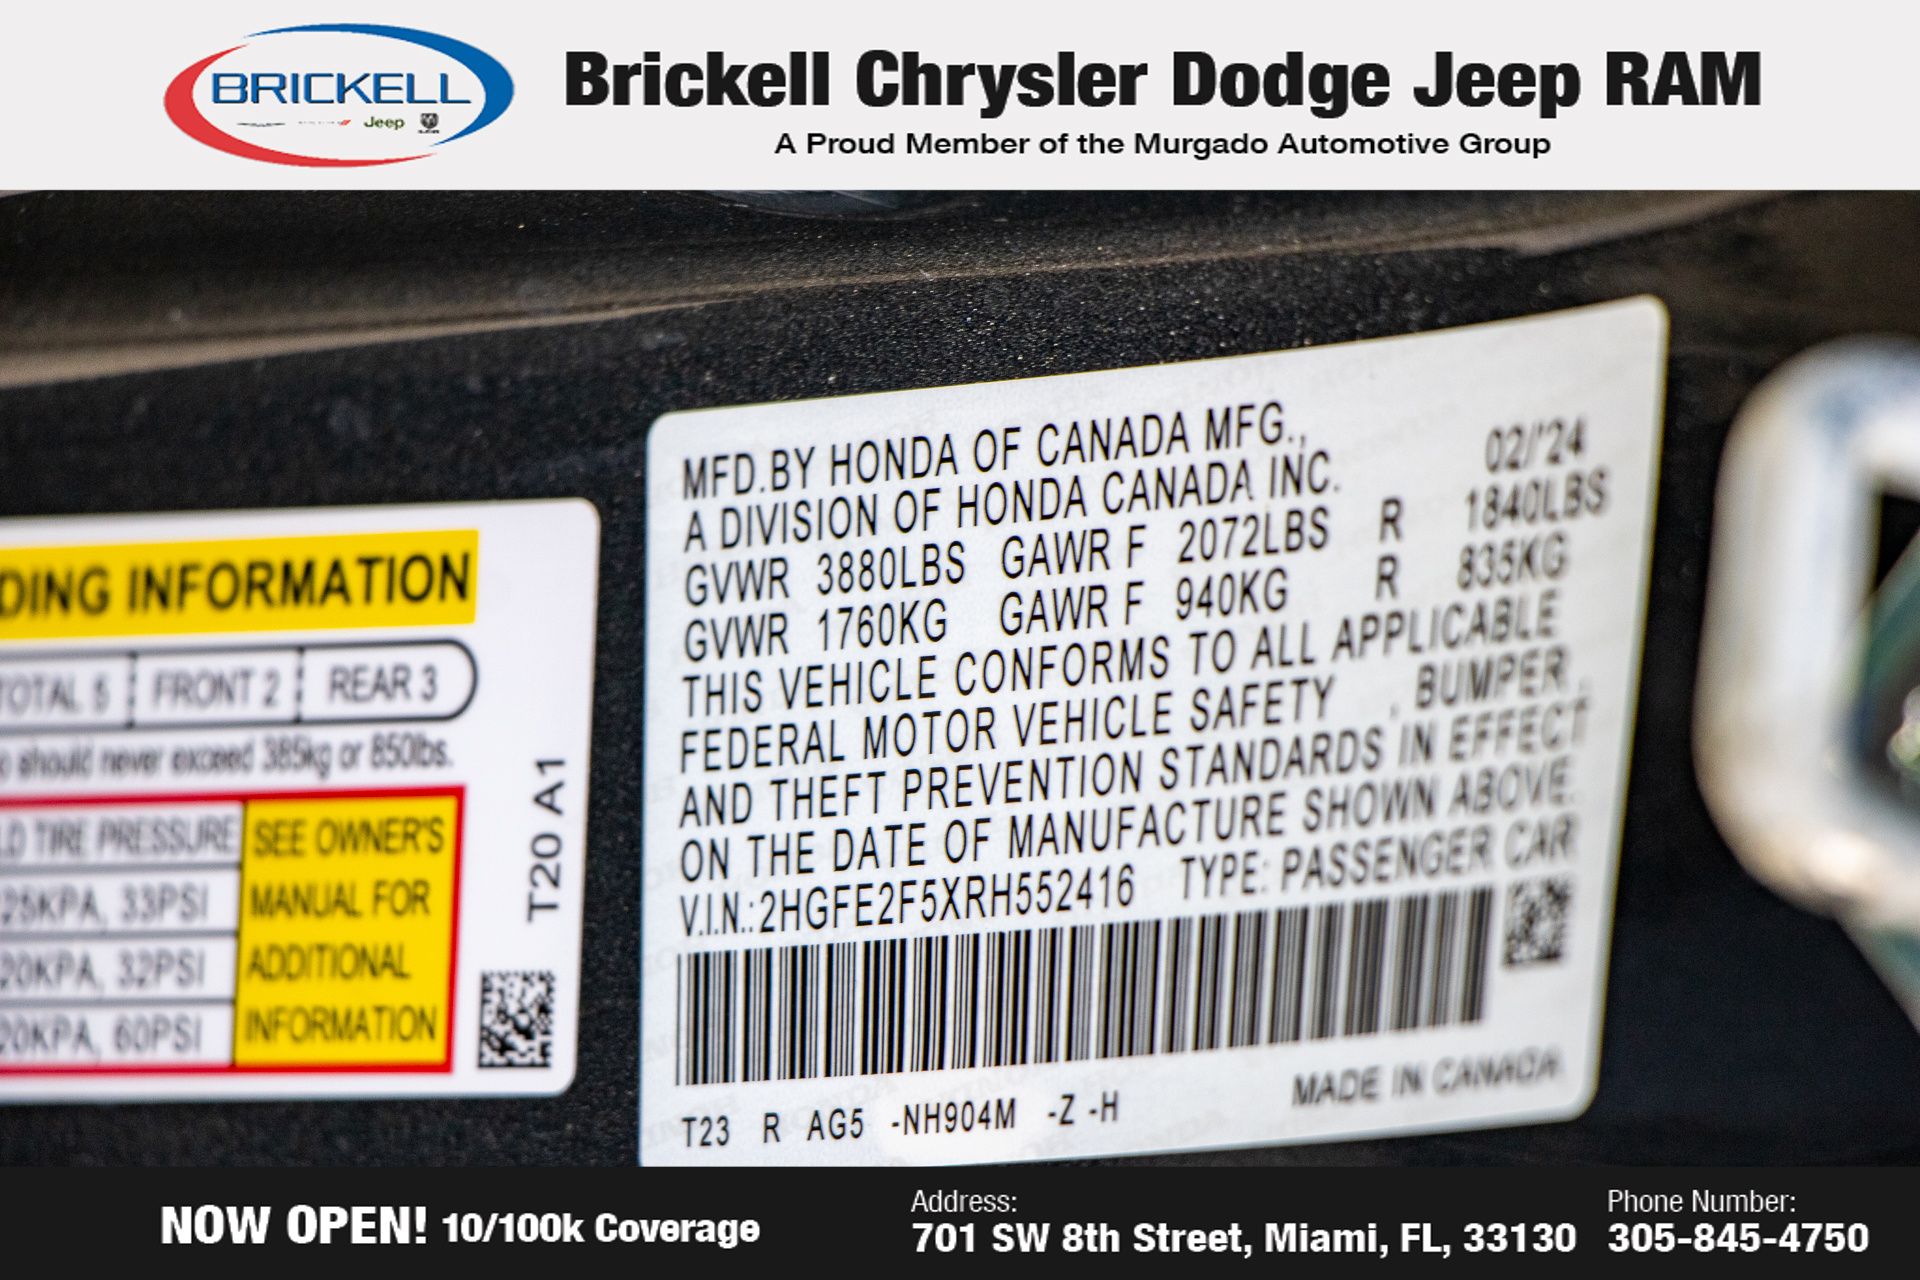 BRICKELL
Jeep
Brickell Chrysler Dodge Jeep RAM
A Proud Member of the Murgado Automotive Group
DING INFORMATION
TOTAL 5 FRONT 2 REAR 3
should never exceed 385kg or 850lbs.
LD TIRE PRESSURE
25KPA, 33PSI
20KPA, 32PSI
20KPA, 60PSI
SEE OWNER'S
MANUAL FOR
ADDITIONAL
INFORMATION
T20 A1
MFD.BY HONDA OF CANADA MFG., 02/'24
A DIVISION OF HONDA CANADA INC.
GVWR 3880LBS GAWR F 2072LBS R 1840LBS
GVWR 1760KG GAWR F 940KG R 835KG
THIS VEHICLE CONFORMS TO ALL APPLICABLE
FEDERAL MOTOR VEHICLE SAFETY , BUMPER,
AND THEFT PREVENTION STANDARDS IN EFFECT
ON THE DATE OF MANUFACTURE SHOWN ABOVE.
V.I.N.:2HGFE2F5XRH552416 TYPE: PASSENGER CAR
T23 R AG5 -NH904M -Z -H MADE IN CANADA
NOW OPEN! 10/100k Coverage
Address:
701 SW 8th Street, Miami, FL, 33130
Phone Number:
305-845-4750